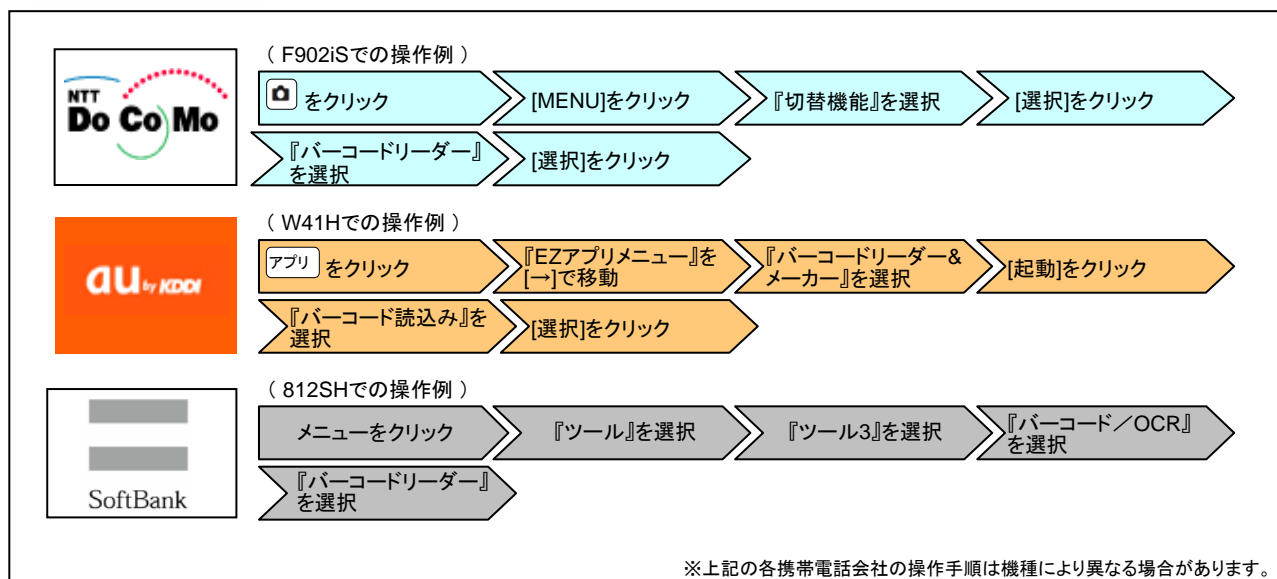 （ F902iSでの操作例 ）
NTT
DoCoMo
をクリック
[MENU]をクリック
『切替機能』を選択
[選択]をクリック
『バーコードリーダー』
を選択
[選択]をクリック
（ W41Hでの操作例 ）
au by KDDI
アプリ をクリック
『EZアプリメニュー』を
[→]で移動
『バーコードリーダー&
メーカー』を選択
[起動]をクリック
『バーコード読込み』を
選択
[選択]をクリック
（ 812SHでの操作例 ）
SoftBank
メニューをクリック
『ツール』を選択
『ツール3』を選択
『バーコード／OCR』
を選択
『バーコードリーダー』
を選択
※上記の各携帯電話会社の操作手順は機種により異なる場合があります。